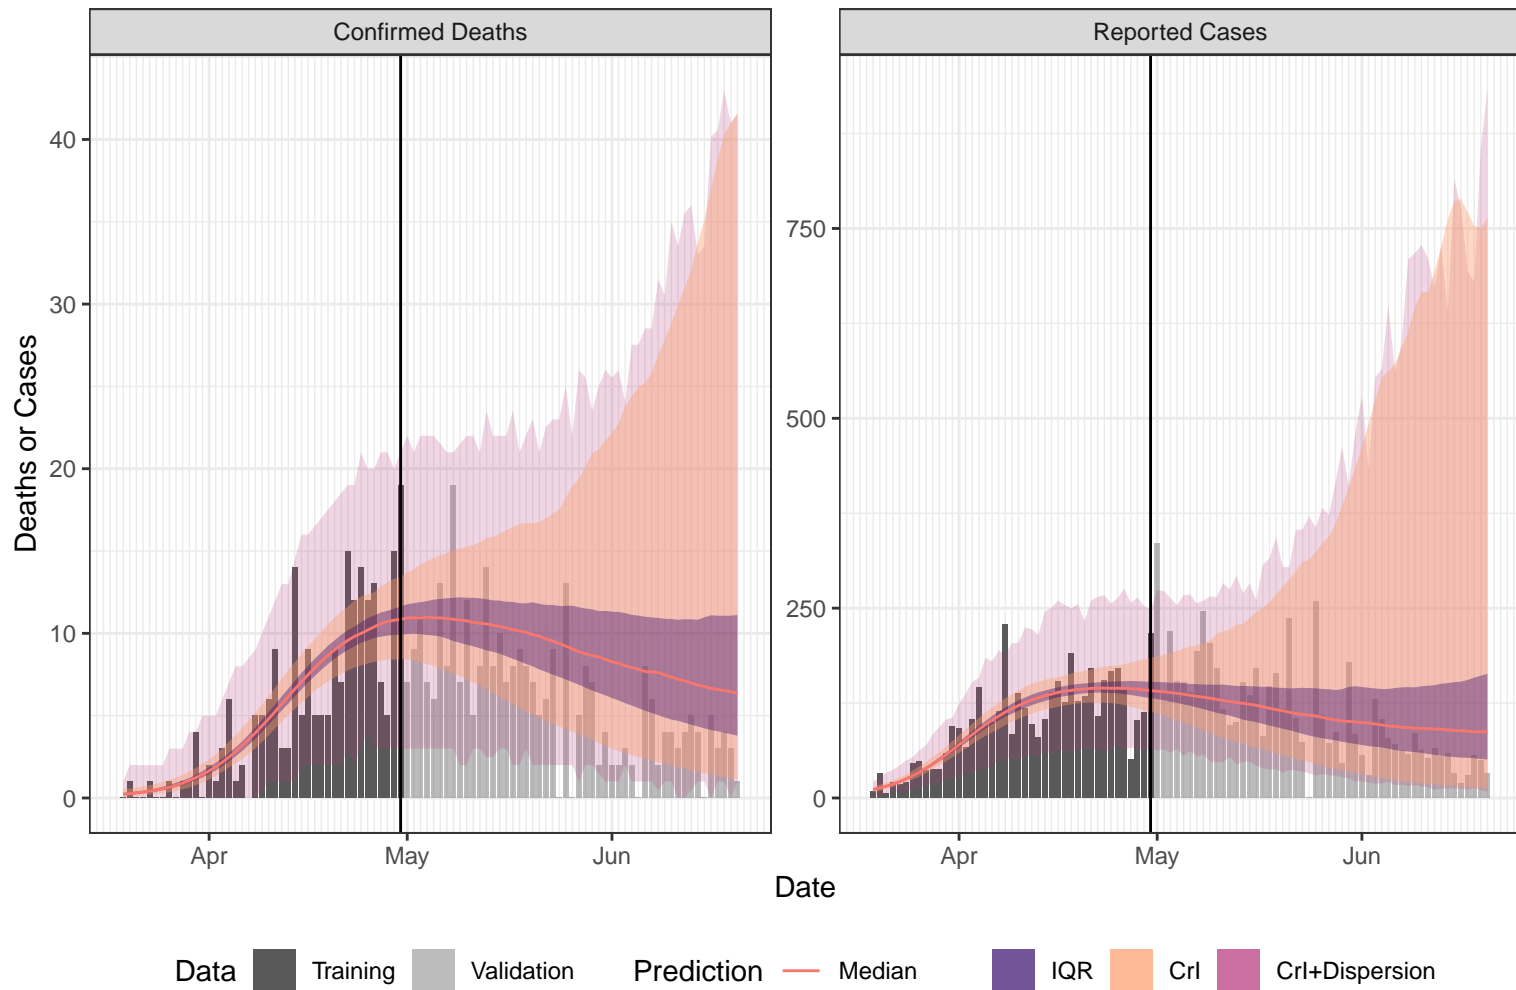 Confirmed Deaths
Reported Cases
Deaths or Cases
40
30
20
10
0
750
500
250
0
Apr
May
Jun
Apr
May
Jun
Date
Data Training Validation Prediction Median IQR CrI CrI+Dispersion